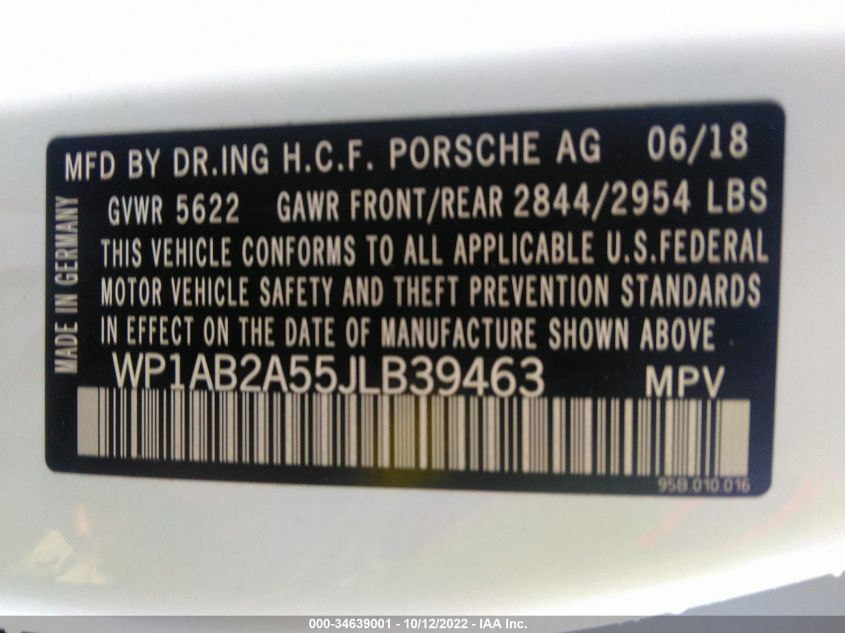 MFD BY DR.ING H.C.F. PORSCHE AG 06/18
GVWR 5622 GAWR FRONT/REAR 2844/2954 LBS
THIS VEHICLE CONFORMS TO ALL APPLICABLE U.S.FEDERAL
MOTOR VEHICLE SAFETY AND THEFT PREVENTION STANDARDS
IN EFFECT ON THE DATE OF MANUFACTURE SHOWN ABOVE
WP1AB2A55JLB39463 MPV
95B.010.016
MADE IN GERMANY
000-34639001 - 10/12/2022 - IAA Inc.